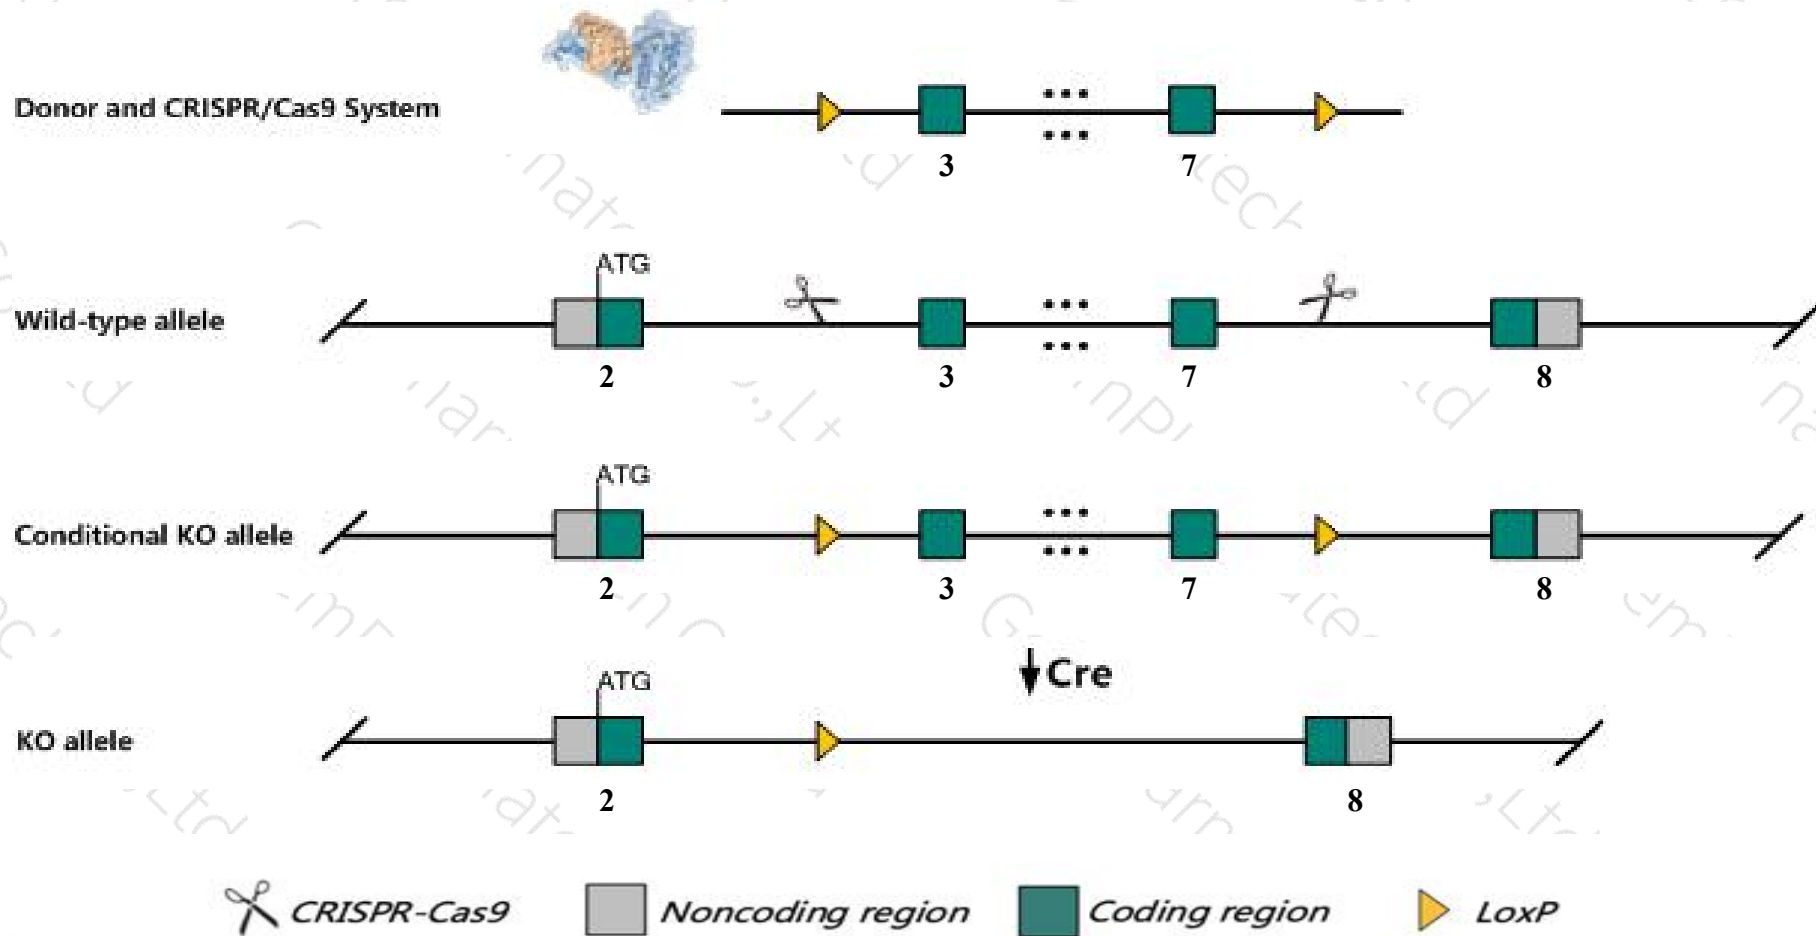 Donor and CRISPR/Cas9 System
... ...
3 7
ATG
Wild-type allele
... ...
2 3 7 8
ATG
Conditional KO allele
... ...
2 3 7 8
Cre
ATG
KO allele
2 8
CRISPR-Cas9 Noncoding region Coding region LoxP